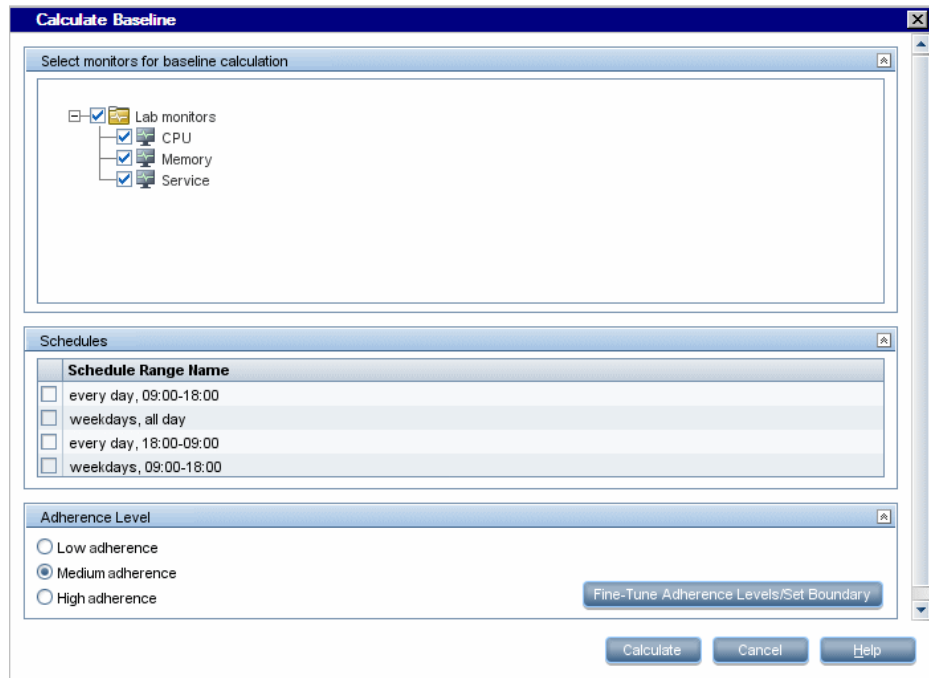 Calculate Baseline
Select monitors for baseline calculation
Lab monitors
CPU
Memory
Service
Schedules
Schedule Range Name
every day, 09:00-18:00
weekdays, all day
every day, 18:00-09:00
weekdays, 09:00-18:00
Adherence Level
Low adherence
Medium adherence
High adherence
Fine-Tune Adherence Levels/Set Boundary
Calculate Cancel Help